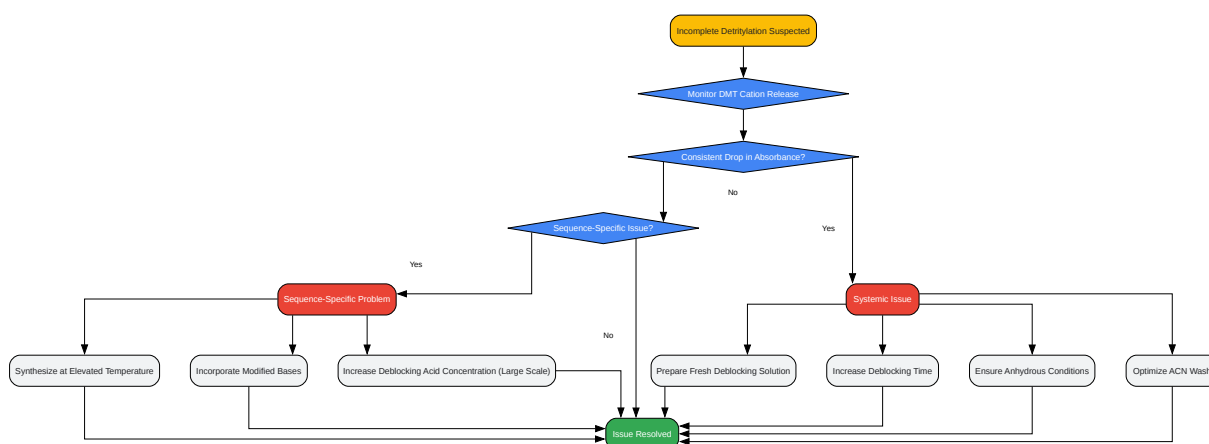 Incomplete Detritylation Suspected
Monitor DMT Cation Release
Consistent Drop in Absorbance?
No
Sequence-Specific Issue?
Yes
Yes
Sequence-Specific Problem
Systemic Issue
No
Synthesize at Elevated Temperature
Incorporate Modified Bases
Increase Deblocking Acid Concentration (Large Scale)
Prepare Fresh Deblocking Solution
Increase Deblocking Time
Ensure Anhydrous Conditions
Optimize ACN Wash
Issue Resolved